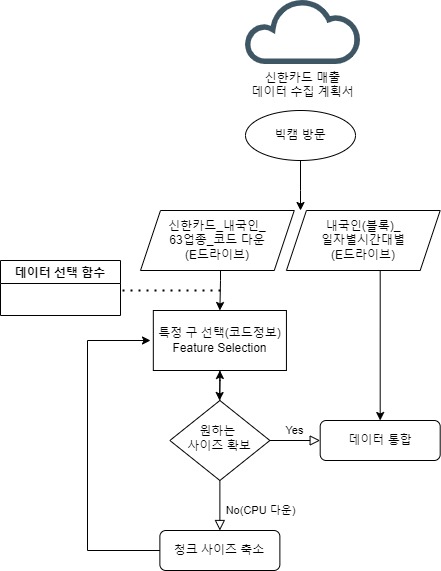 신한카드 매출
데이터 수집 계획서
빅캠 방문
신한카드_내국인_
63업종_코드 다운
(E드라이브)
내국인(블록)_
일자별시간대별
(E드라이브)
데이터 선택 함수
특정 구 선택(코드정보)
Feature Selection
원하는
사이즈 확보
Yes
데이터 통합
No(CPU 다운)
청크 사이즈 축소